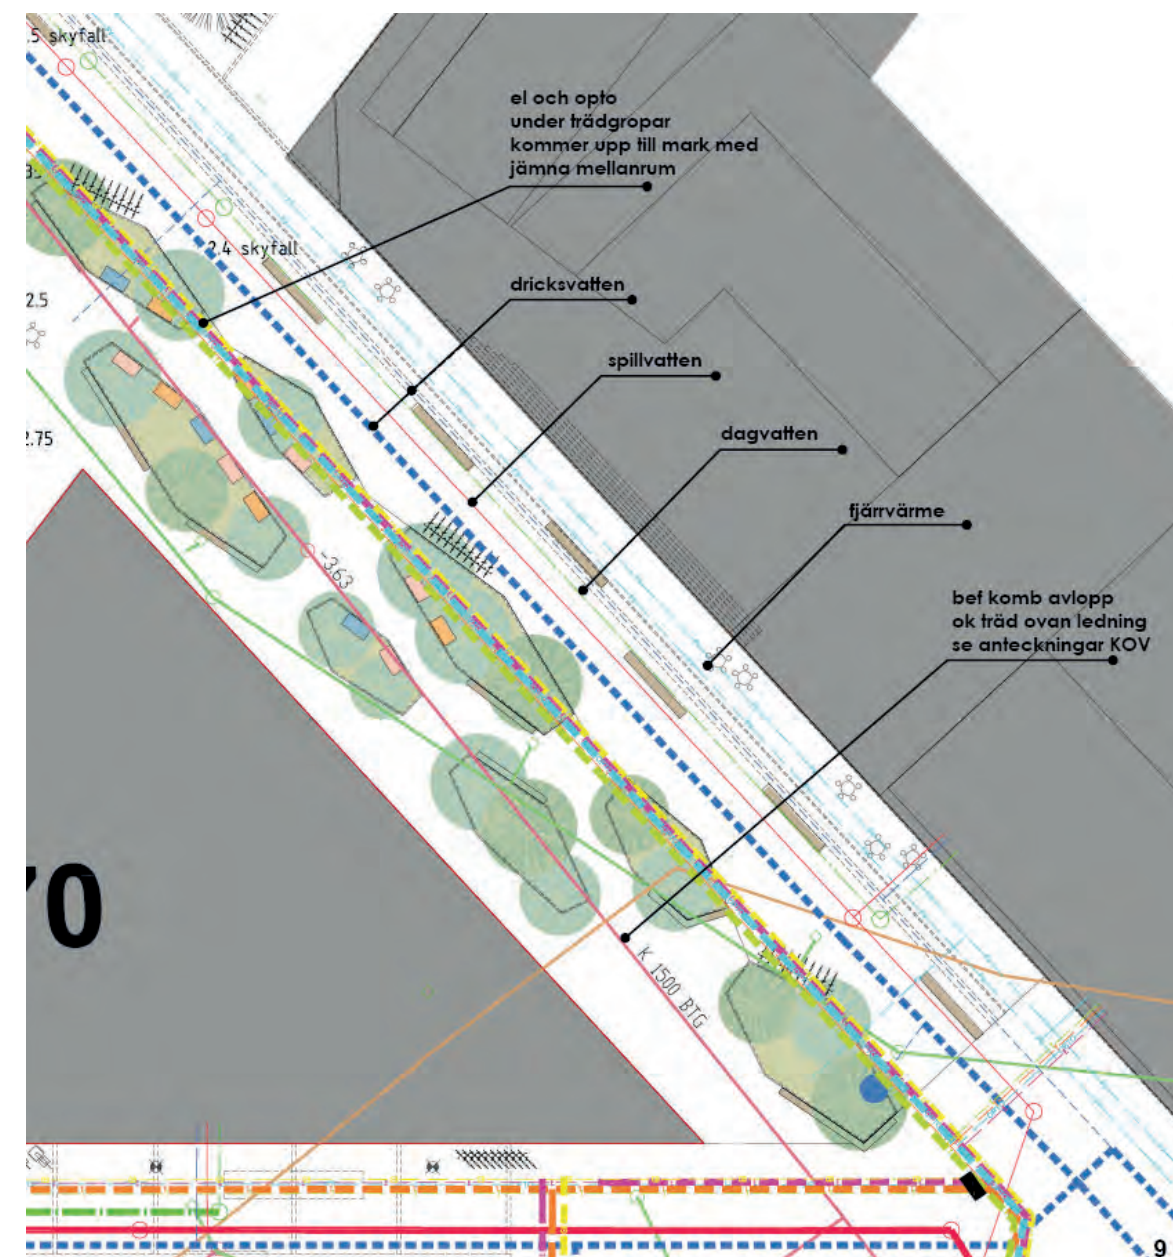 .5 skyfall
el och opto
under trädgropar
kommer upp till mark med
jämna mellanrum
2.4 skyfall
dricksvatten
2.5
spillvatten
2.75
dagvatten
fjärrvärme
-3.63
bef komb avlopp
ok träd ovan ledning
se anteckningar KOV
70
K 1500 BTG
9